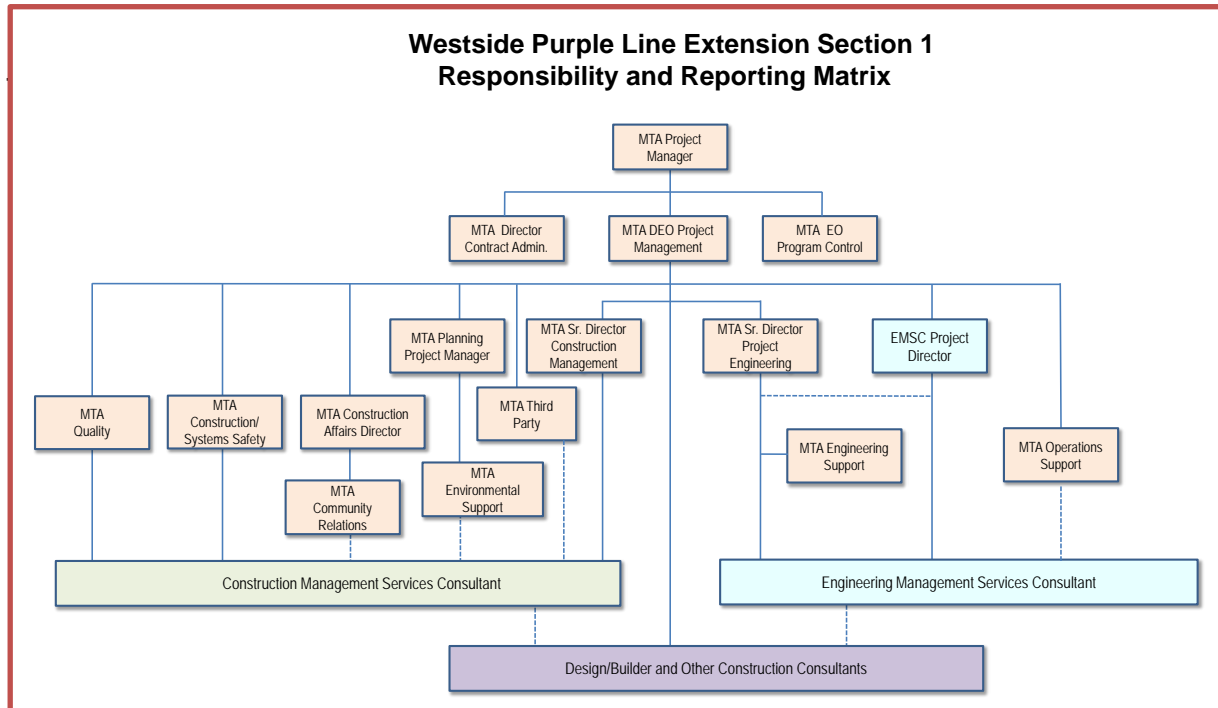 Westside Purple Line Extension Section 1
Responsibility and Reporting Matrix
MTA Project
Manager
MTA Director
Contract Admin.
MTA DEO Project
Management
MTA EO
Program Control
MTA Planning
Project Manager
MTA Sr. Director
Construction
Management
MTA Sr. Director
Project
Engineering
EMSC Project
Director
MTA
Quality
MTA
Construction/
Systems Safety
MTA Construction
Affairs Director
MTA Third
Party
MTA Engineering
Support
MTA Operations
Support
MTA
Community
Relations
MTA
Environmental
Support
Construction Management Services Consultant
Engineering Management Services Consultant
Design/Builder and Other Construction Consultants